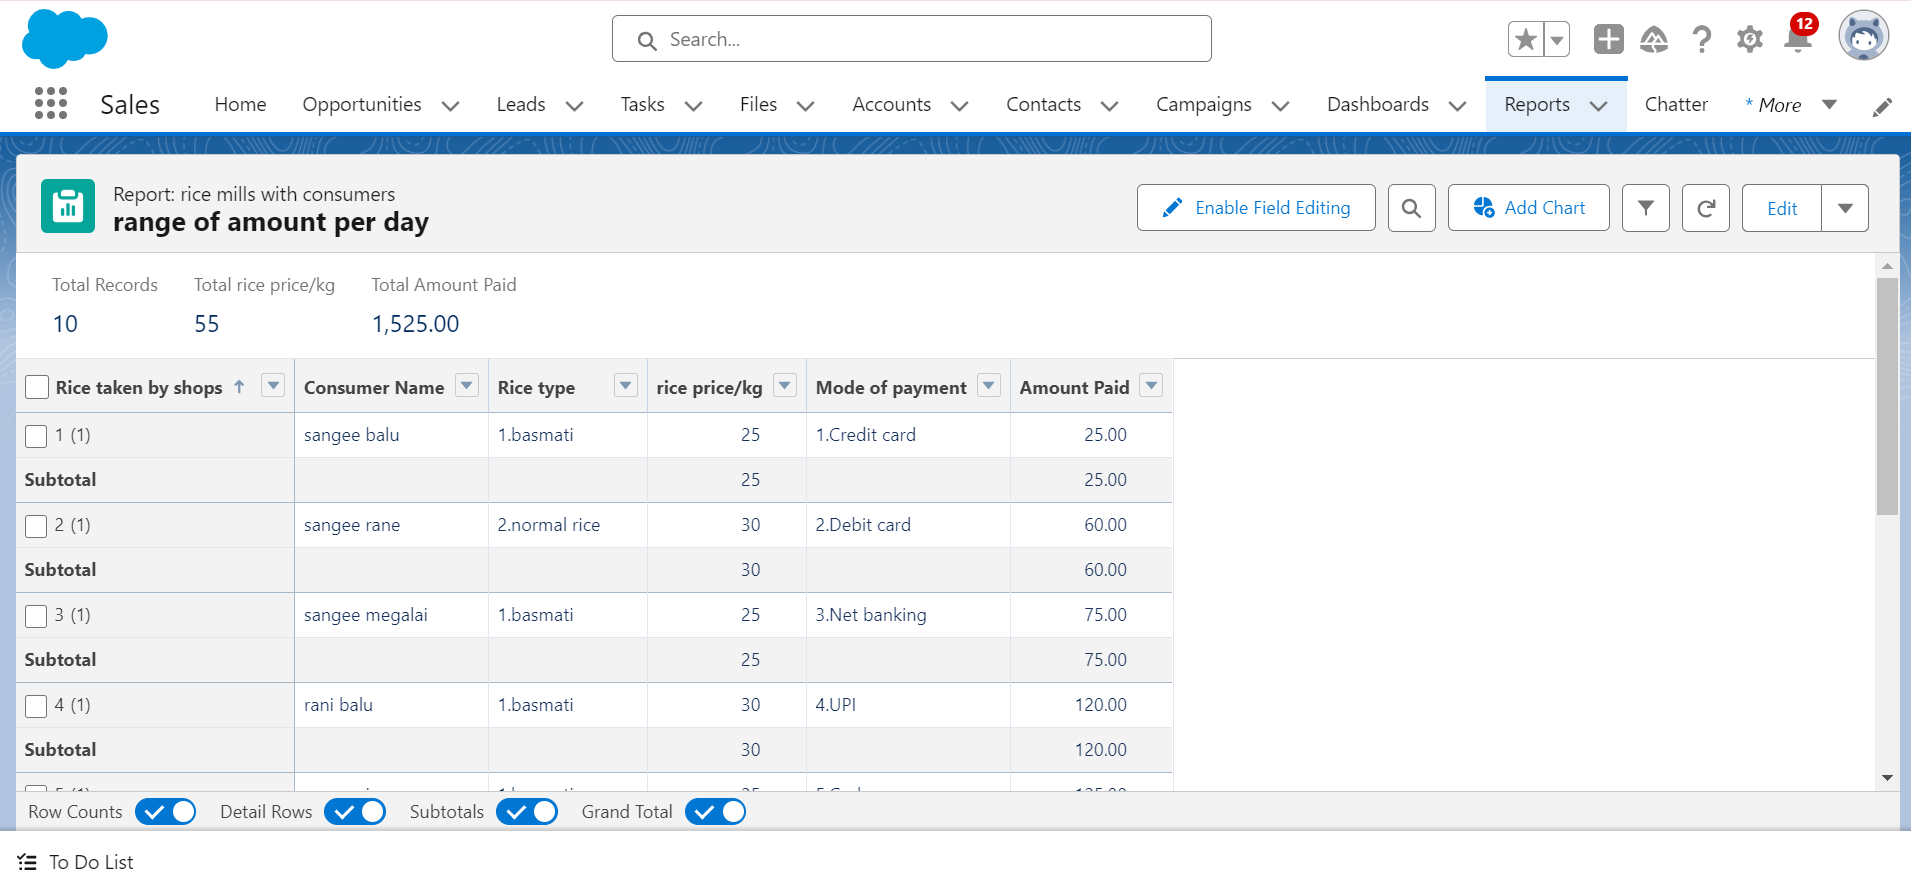 Search...
12
Sales Home Opportunities Leads Tasks Files Accounts Contacts Campaigns Dashboards Reports Chatter * More
Report: rice mills with consumers
range of amount per day
Enable Field Editing Add Chart Edit
Total Records Total rice price/kg Total Amount Paid
10 55 1,525.00
Rice taken by shops ↑ Consumer Name Rice type rice price/kg Mode of payment Amount Paid
1 (1) sangee balu 1.basmati 25 1.Credit card 25.00
Subtotal 25 25.00
2 (1) sangee rane 2.normal rice 30 2.Debit card 60.00
Subtotal 30 60.00
3 (1) sangee megalai 1.basmati 25 3.Net banking 75.00
Subtotal 25 75.00
4 (1) rani balu 1.basmati 30 4.UPI 120.00
Subtotal 30 120.00
Row Counts Detail Rows Subtotals Grand Total
To Do List